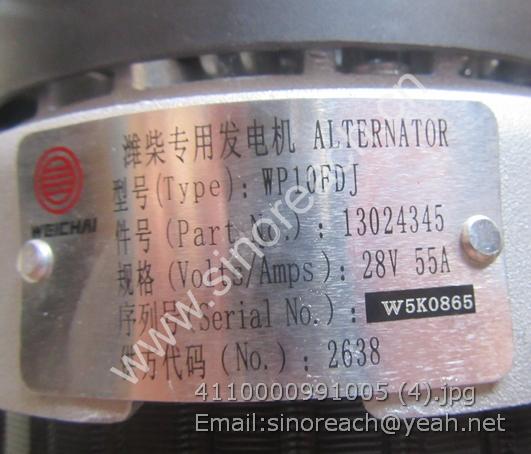 潍柴专用发电机 ALTERNATOR
型号(Type): WP10FDJ
WEICHAI
件号(Part No.): 13024345
规格(Volts/Amps): 28V 55A
序列号(Serial No.): W5K0865
供方代码(No.): 2638
4110000991005 (4).jpg
Email:sinoreach@yeah.net